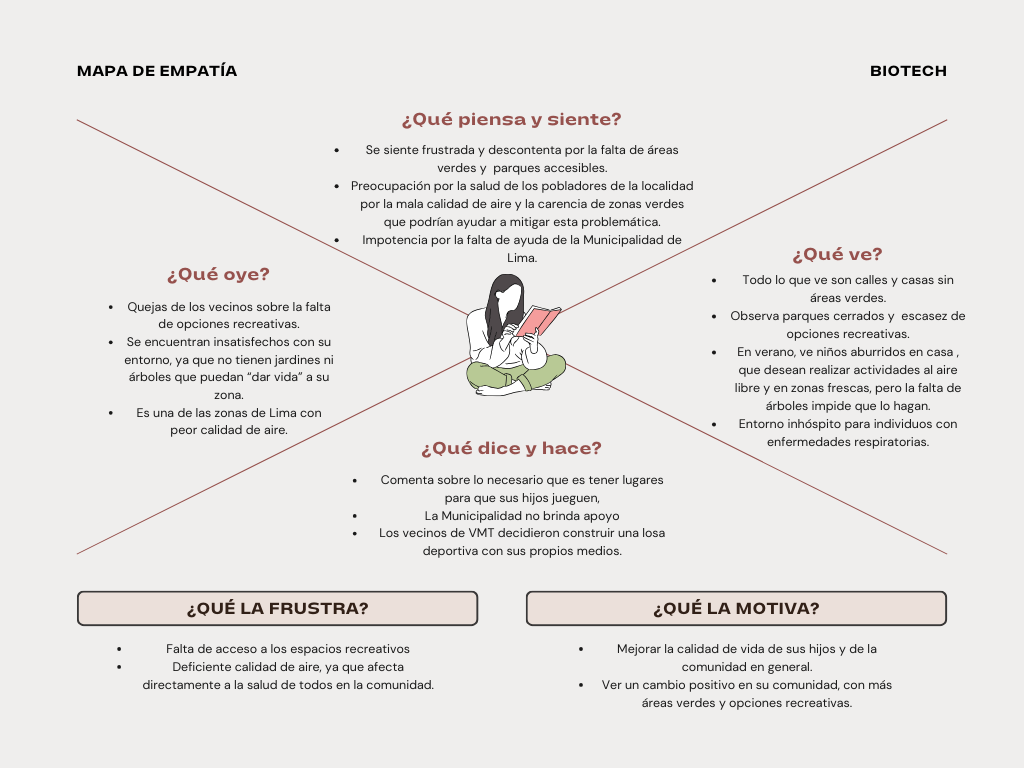 MAPA DE EMPATÍA
BIOTECH
¿Qué piensa y siente?
• Se siente frustrada y descontenta por la falta de áreas
verdes y parques accesibles.
• Preocupación por la salud de los pobladores de la localidad
por la mala calidad de aire y la carencia de zonas verdes
que podrían ayudar a mitigar esta problemática.
• Impotencia por la falta de ayuda de la Municipalidad de
Lima.
¿Qué oye?
• Quejas de los vecinos sobre la falta
de opciones recreativas.
• Se encuentran insatisfechos con su
entorno, ya que no tienen jardines ni
árboles que puedan “dar vida” a su
zona.
• Es una de las zonas de Lima con
peor calidad de aire.
¿Qué ve?
• Todo lo que ve son calles y casas sin
áreas verdes.
• Observa parques cerrados y escasez de
opciones recreativas.
• En verano, ve niños aburridos en casa ,
que desean realizar actividades al aire
libre y en zonas frescas, pero la falta de
árboles impide que lo hagan.
• Entorno inhóspito para individuos con
enfermedades respiratorias.
¿Qué dice y hace?
• Comenta sobre lo necesario que es tener lugares
para que sus hijos jueguen,
• La Municipalidad no brinda apoyo
• Los vecinos de VMT decidieron construir una losa
deportiva con sus propios medios.
¿QUÉ LA FRUSTRA?
• Falta de acceso a los espacios recreativos
• Deficiente calidad de aire, ya que afecta
directamente a la salud de todos en la comunidad.
¿QUÉ LA MOTIVA?
• Mejorar la calidad de vida de sus hijos y de la
comunidad en general.
• Ver un cambio positivo en su comunidad, con más
áreas verdes y opciones recreativas.